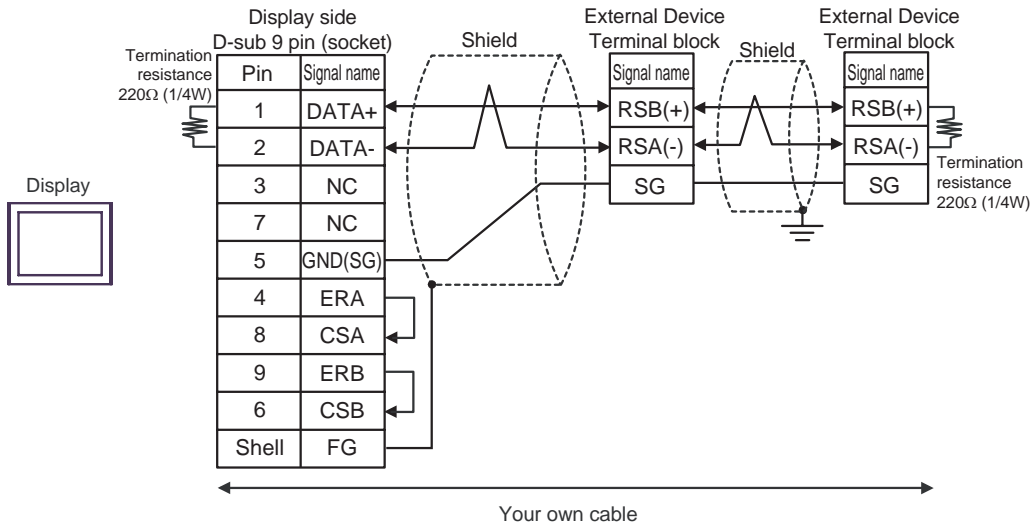 Display side
D-sub 9 pin (socket)
Termination
resistance
220Ω (1/4W)
Pin Signal name
1 DATA+
2 DATA-
3 NC
7 NC
5 GND(SG)
4 ERA
8 CSA
9 ERB
6 CSB
Shell FG
Display
Shield
External Device
Terminal block
Signal name
RSB(+)
RSA(-)
SG
Shield
External Device
Terminal block
Signal name
RSB(+)
RSA(-)
SG
Termination
resistance
220Ω (1/4W)
Your own cable